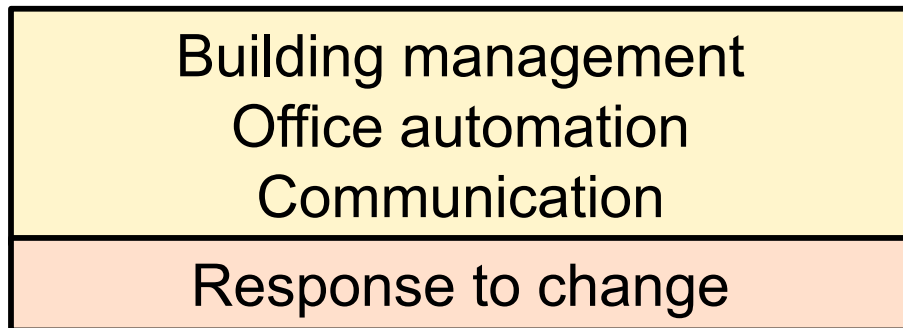 Building management
Office automation
Communication
Response to change